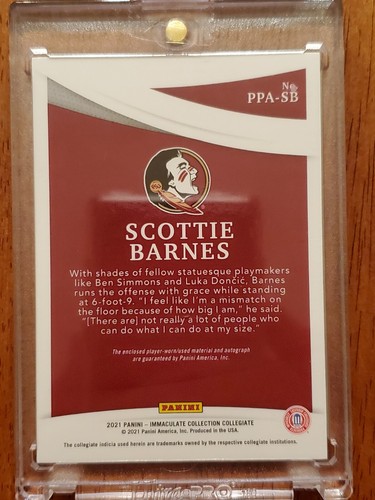 No
PPA-SB
SCOTTIE
BARNES
With shades of fellow statuesque playmakers
like Ben Simmons and Luka Dončić, Barnes
runs the offense with grace while standing
at 6-foot-9. “I feel like I'm a mismatch on
the floor because of how big I am,” he said.
“[There are] not really a lot of people who
can do what I can do at my size.”
The enclosed player-worn/used material and autograph
are guaranteed by Panini America, Inc.
PANINI
2021 PANINI – IMMACULATE COLLECTION COLLEGIATE
© 2021 Panini America, Inc. Produced in the USA.
The collegiate indicia used herein are trademarks owned by the respective collegiate institutions.